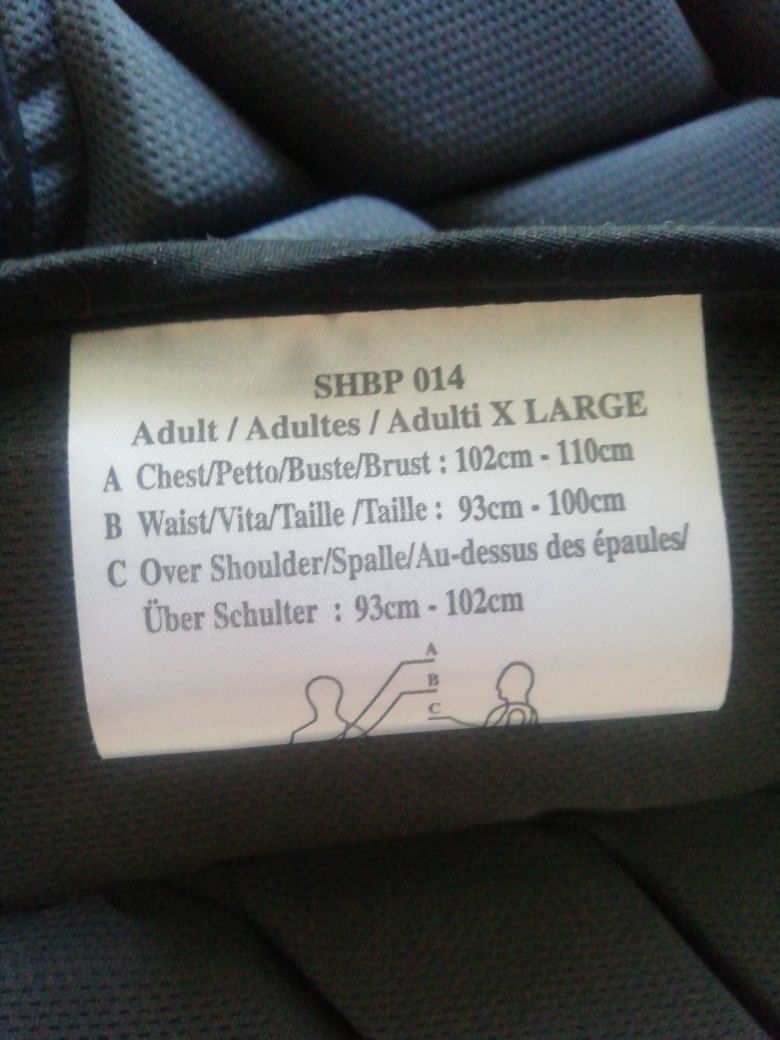 SHBP 014
Adult / Adultes / Adulti X LARGE
A Chest/Petto/Buste/Brust : 102cm - 110cm
B Waist/Vita/Taille /Taille : 93cm - 100cm
C Over Shoulder/Spalle/Au-dessus des épaules/
Über Schulter : 93cm - 102cm
A
B
C